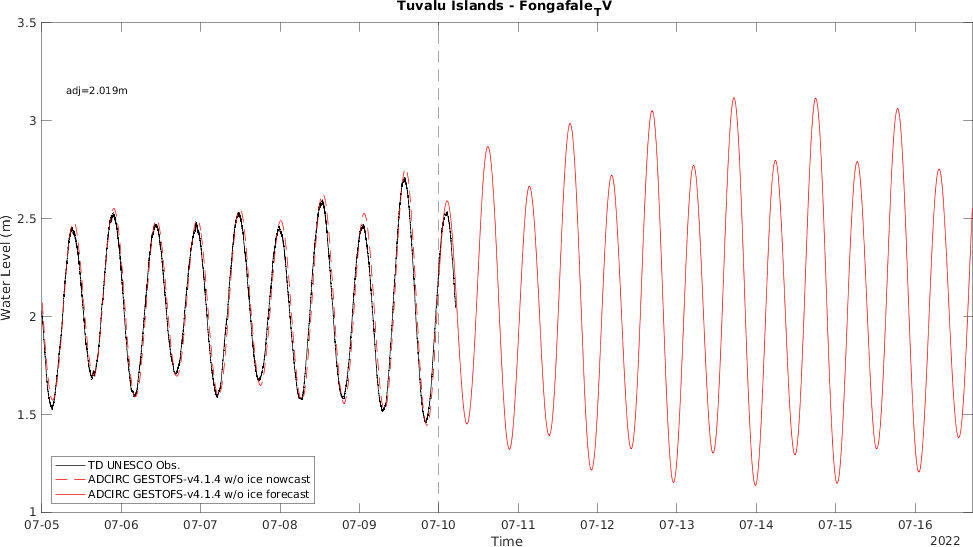 Tuvalu Islands - Fongafale_TV
3.5
adj=2.019m
3
2.5
Water Level (m)
2
1.5
TD UNESCO Obs.
ADCIRC GESTOFS-v4.1.4 w/o ice nowcast
ADCIRC GESTOFS-v4.1.4 w/o ice forecast
1
07-05 07-06 07-07 07-08 07-09 07-10 07-11 07-12 07-13 07-14 07-15 07-16
Time
2022